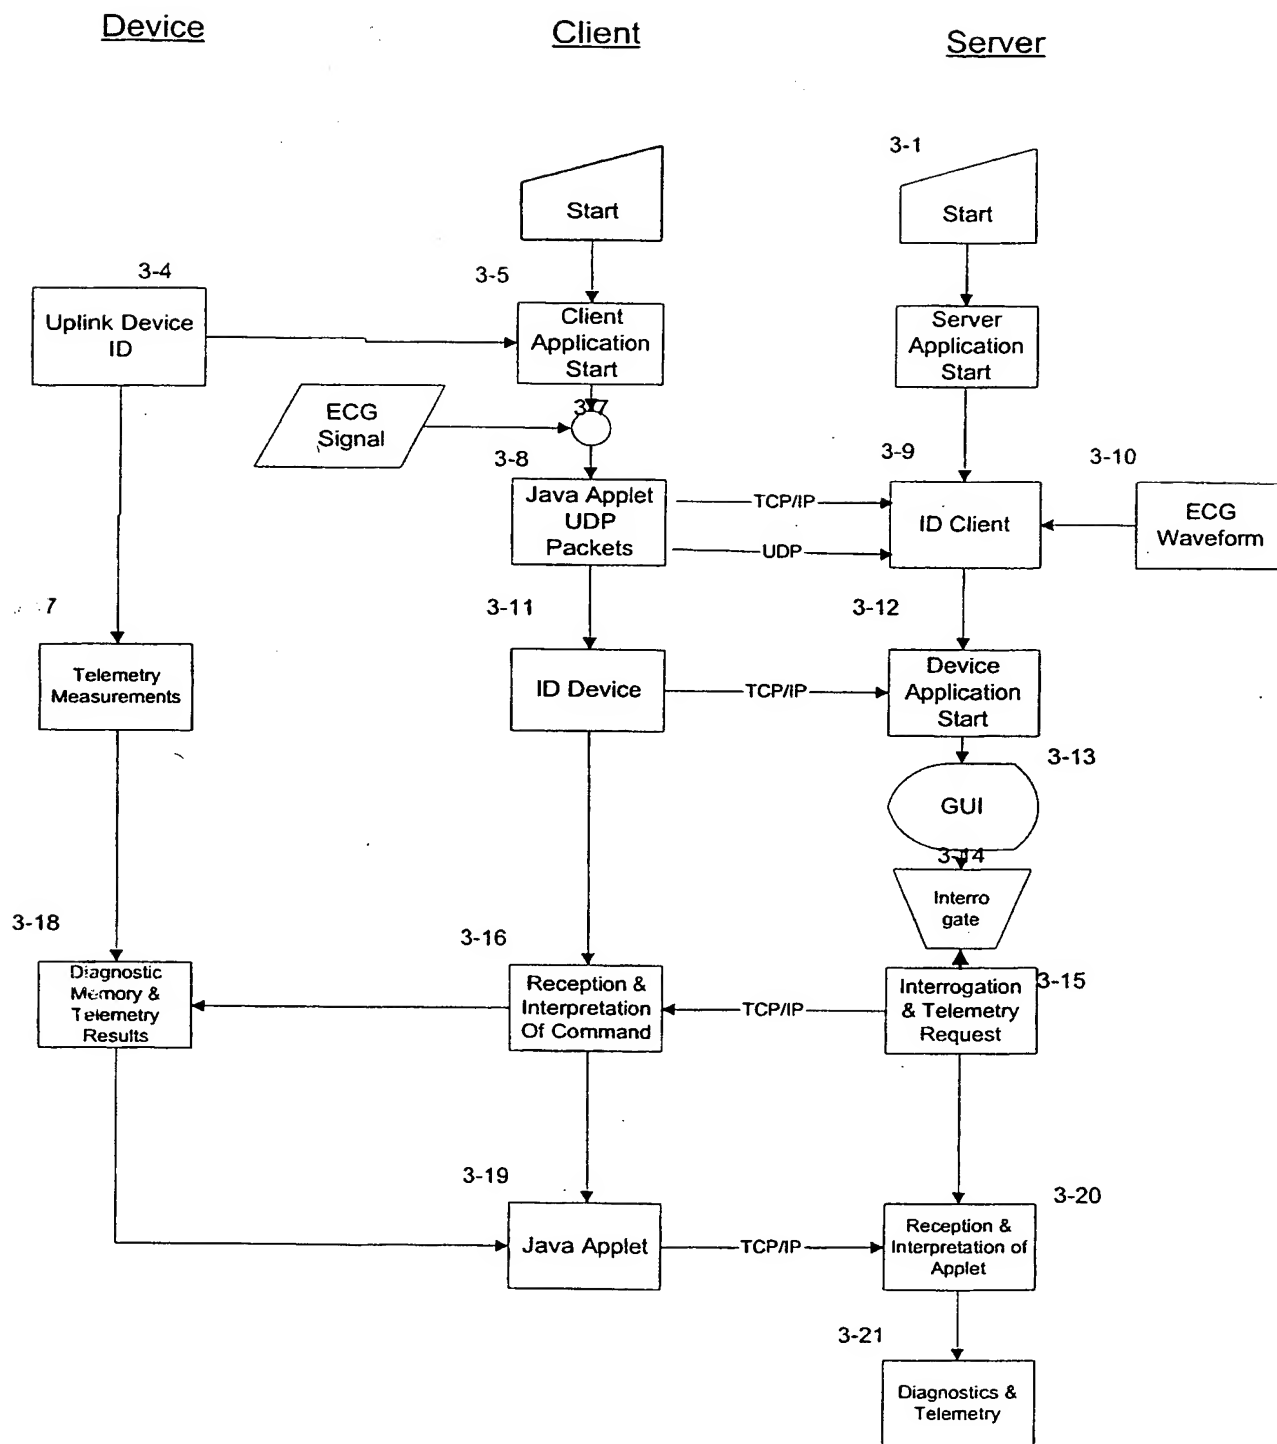 Device
Client
Server
3-1
Start
Start
3-4
3-5
Uplink Device
ID
Client
Application
Start
Server
Application
Start
ECG
Signal
3-7
3-8
3-9
3-10
Java Applet
UDP
Packets
TCP/IP
UDP
ID Client
ECG
Waveform
7
3-11
3-12
Telemetry
Measurements
ID Device
TCP/IP
Device
Application
Start
3-13
GUI
3-14
Interro
gate
3-18
3-16
3-15
Diagnostic
Memory &
Telemetry
Results
Reception &
Interpretation
Of Command
TCP/IP
Interrogation
& Telemetry
Request
3-19
3-20
Java Applet
TCP/IP
Reception &
Interpretation of
Applet
3-21
Diagnostics &
Telemetry